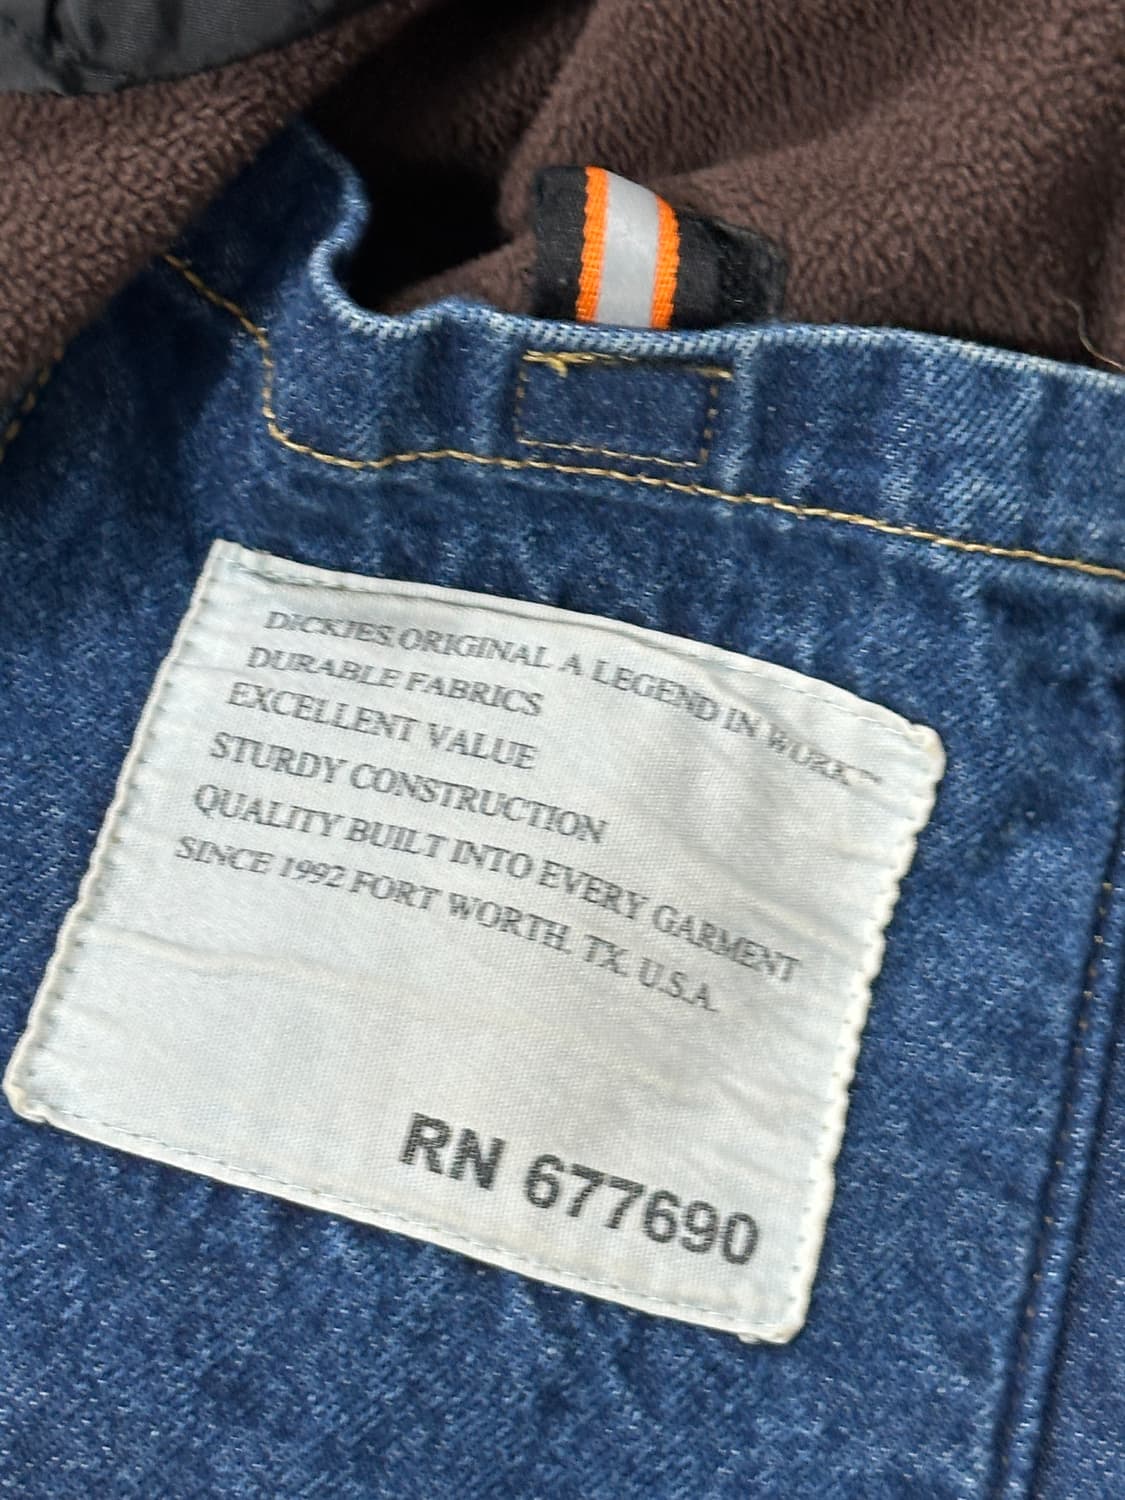 DICKIES. ORIGINAL A LEGEND IN WORK™
DURABLE FABRICS
EXCELLENT VALUE
STURDY CONSTRUCTION
QUALITY BUILT INTO EVERY GARMENT
SINCE 1992 FORT WORTH. TX. U.S.A.
RN 677690